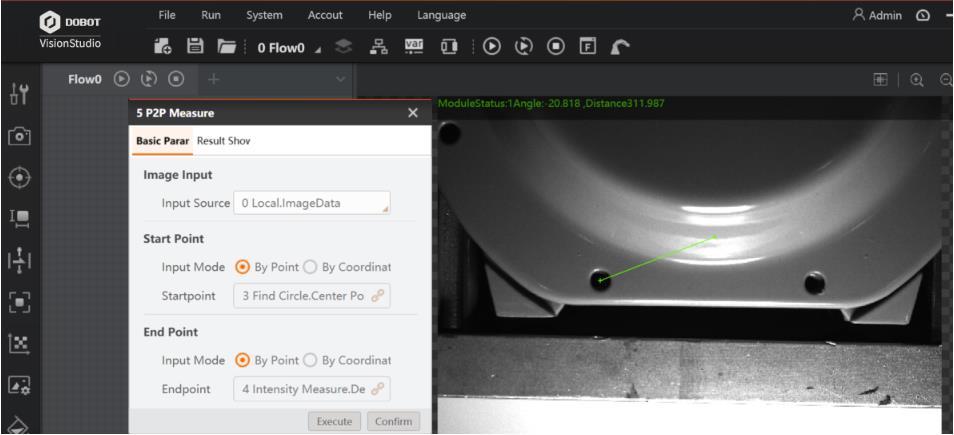 DOBOT
VisionStudio
File Run System Accout Help Language
Admin
0 Flow0
var
F
Flow0
5 P2P Measure
Basic Parar Result Shov
Image Input
Input Source 0 Local.ImageData
Start Point
Input Mode By Point By Coordinat
Startpoint 3 Find Circle.Center Po
End Point
Input Mode By Point By Coordinat
Endpoint 4 Intensity Measure.De
Execute Confirm
ModuleStatus:1Angle:-20.818 ,Distance311.987